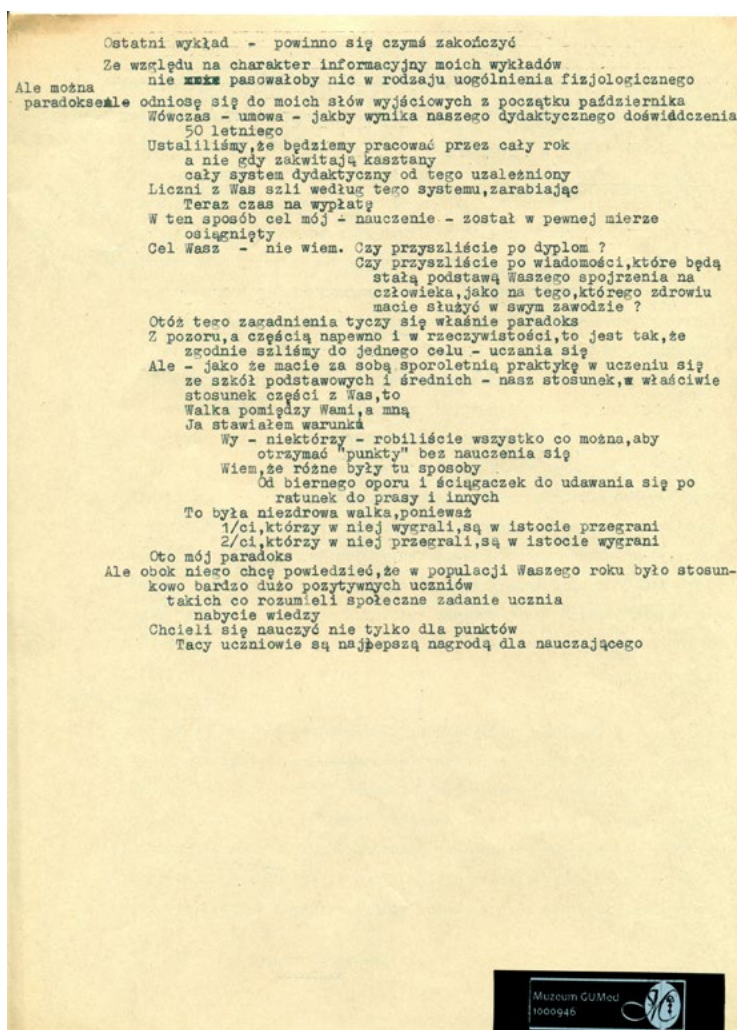 Ostatni wykład - powinno się czymś zakończyć
Ze względu na charakter informacyjny moich wykładów
nie pasowałoby nic w rodzaju uogólnienia fizjologicznego
Ale można
paradoksem
Ale odniosę się do moich słów wyjściowych z początku października
Wówczas - umowa - jakby wynika naszego dydaktycznego doświadczenia
50 letniego
Ustaliliśmy,że będziemy pracować przez cały rok
a nie gdy zakwitają kasztany
cały system dydaktyczny od tego uzależniony
Liczni z Was szli według tego systemu,zarabiając
Teraz czas na wypłatę
W ten sposób cel mój - nauczenie - został w pewnej mierze
osiągnięty
Cel Wasz - nie wiem. Czy przyszliście po dyplom ?
Czy przyszliście po wiadomości,które będą
stałą podstawą Waszego spojrzenia na
człowieka,jako na tego,którego zdrowiu
macie służyć w swym zawodzie ?
Otóż tego zagadnienia tyczy się właśnie paradoks
Z pozoru,a częścią napewno i w rzeczywistości,to jest tak,że
zgodnie szliśmy do jednego celu - uczania się
Ale - jako że macie za sobą sporoletnią praktykę w uczeniu się
ze szkół podstawowych i średnich - nasz stosunek, właściwie
stosunek części z Was,to
Walka pomiędzy Wami,a mną
Ja stawiałem warunki
Wy - niektórzy - robiliście wszystko co można,aby
otrzymać "punkty" bez nauczenia się
Wiem,że różne były tu sposoby
Od biernego oporu i ściągaczek do udawania się po
ratunek do prasy i innych
To była niezdrowa walka,ponieważ
1/ci,którzy w niej wygrali,są w istocie przegrani
2/ci,którzy w niej przegrali,są w istocie wygrani
Oto mój paradoks
Ale obok niego chcę powiedzieć,że w populacji Waszego roku było stosun-
kowo bardzo dużo pozytywnych uczniów
takich co rozumieli społeczne zadanie ucznia
nabycie wiedzy
Chcieli się nauczyć nie tylko dla punktów
Tacy uczniowie są najlepszą nagrodą dla nauczającego
Muzeum GUMed
1000946